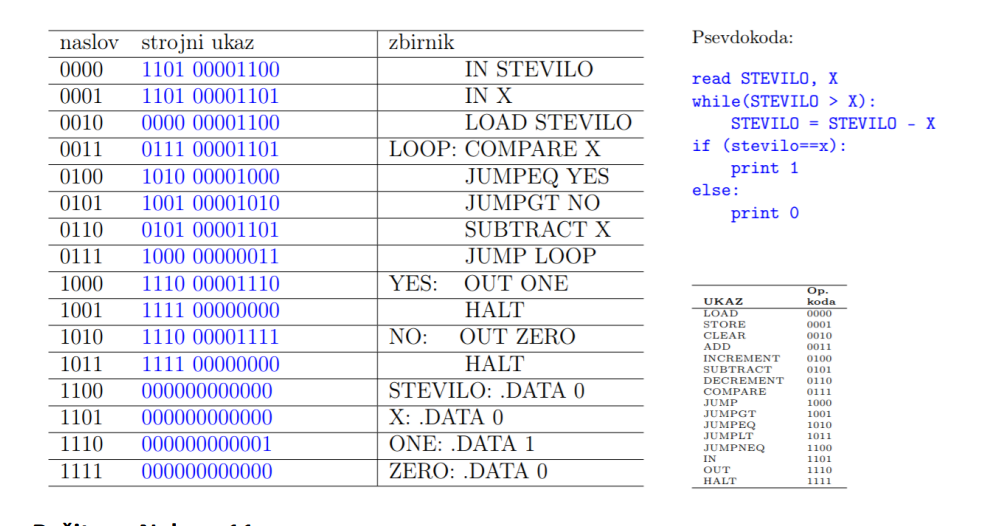 naslov strojni ukaz zbirnik
0000 1101 00001100 IN STEVILO
0001 1101 00001101 IN X
0010 0000 00001100 LOAD STEVILO
0011 0111 00001101 LOOP: COMPARE X
0100 1010 00001000 JUMPEQ YES
0101 1001 00001010 JUMPGT NO
0110 0101 00001101 SUBTRACT X
0111 1000 00000011 JUMP LOOP
1000 1110 00001110 YES: OUT ONE
1001 1111 00000000 HALT
1010 1110 00001111 NO: OUT ZERO
1011 1111 00000000 HALT
1100 000000000000 STEVILO: .DATA 0
1101 000000000000 X: .DATA 0
1110 000000000001 ONE: .DATA 1
1111 000000000000 ZERO: .DATA 0
Psevdokoda:
read STEVILO, X
while(STEVILO > X):
STEVILO = STEVILO - X
if (stevilo==x):
print 1
else:
print 0
Op.
UKAZ koda
LOAD 0000
STORE 0001
CLEAR 0010
ADD 0011
INCREMENT 0100
SUBTRACT 0101
DECREMENT 0110
COMPARE 0111
JUMP 1000
JUMPGT 1001
JUMPEQ 1010
JUMPLT 1011
JUMPNEQ 1100
IN 1101
OUT 1110
HALT 1111